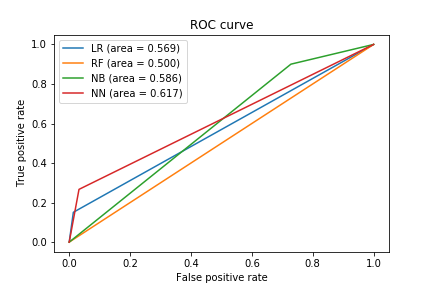 ROC curve
LR (area = 0.569)
RF (area = 0.500)
NB (area = 0.586)
NN (area = 0.617)
True positive rate
1.0
0.8
0.6
0.4
0.2
0.0
0.0 0.2 0.4 0.6 0.8 1.0
False positive rate